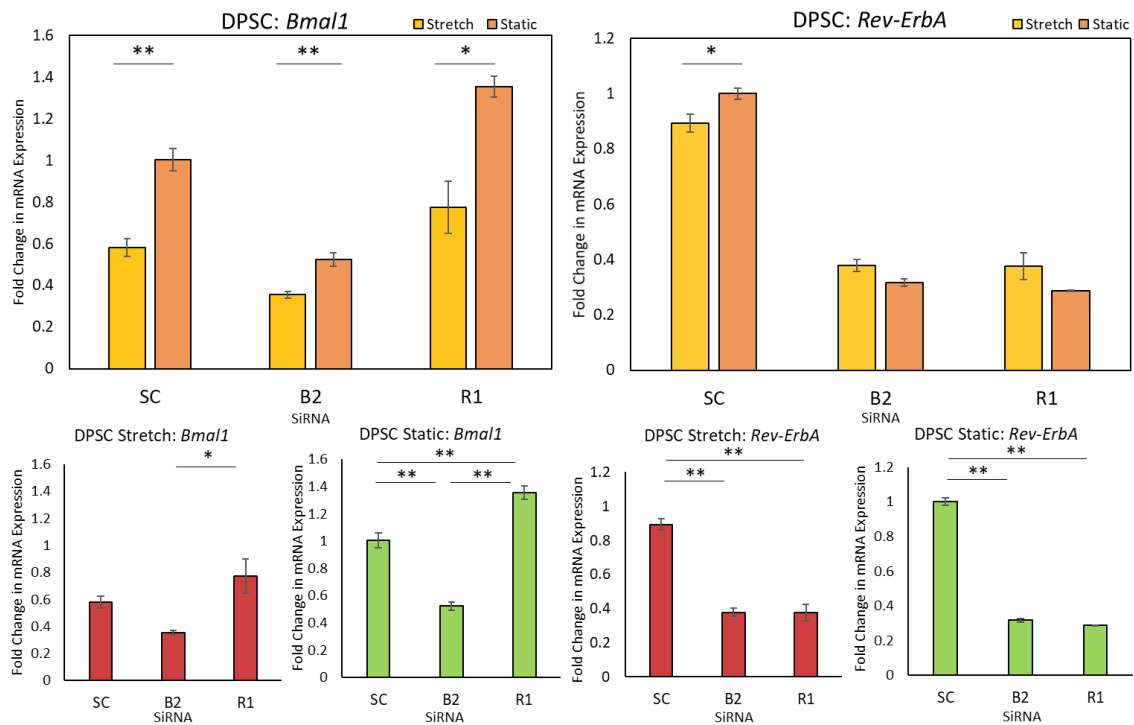 DPSC: Bmal1
Stretch Static
Fold Change in mRNA Expression
1.6
1.4
1.2
1
0.8
0.6
0.4
0.2
0
** ** *
SC B2 R1
SiRNA
DPSC: Rev-ErbA
Stretch Static
Fold Change in mRNA Expression
1.2
1
0.8
0.6
0.4
0.2
0
*
SC B2 R1
SiRNA
DPSC Stretch: Bmal1
Fold Change in mRNA Expression
1.6
1.4
1.2
1
0.8
0.6
0.4
0.2
0
*
SC B2 R1
SiRNA
DPSC Static: Bmal1
Fold Change in mRNA Expression
1.6
1.4
1.2
1
0.8
0.6
0.4
0.2
0
**
** **
SC B2 R1
SiRNA
DPSC Stretch: Rev-ErbA
Fold Change in mRNA Expression
1.2
1
0.8
0.6
0.4
0.2
0
**
**
SC B2 R1
SiRNA
DPSC Static: Rev-ErbA
Fold Change in mRNA Expression
1.2
1
0.8
0.6
0.4
0.2
0
**
**
SC B2 R1
SiRNA